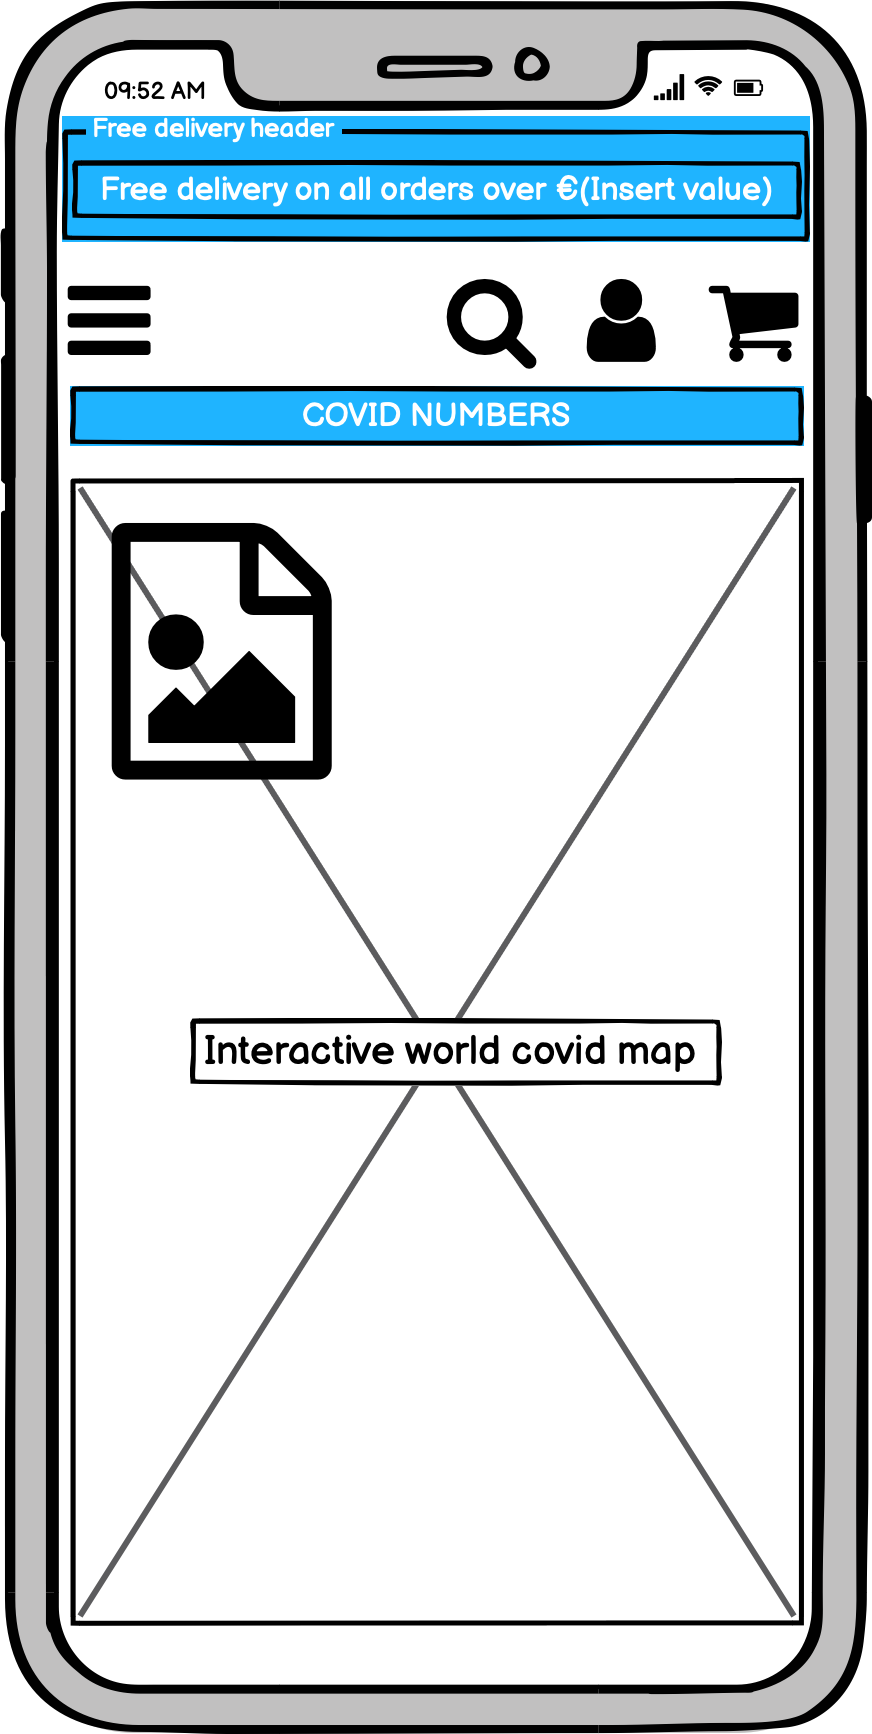 09:52 AM
Free delivery header
Free delivery on all orders over €(Insert value)
COVID NUMBERS
Interactive world covid map